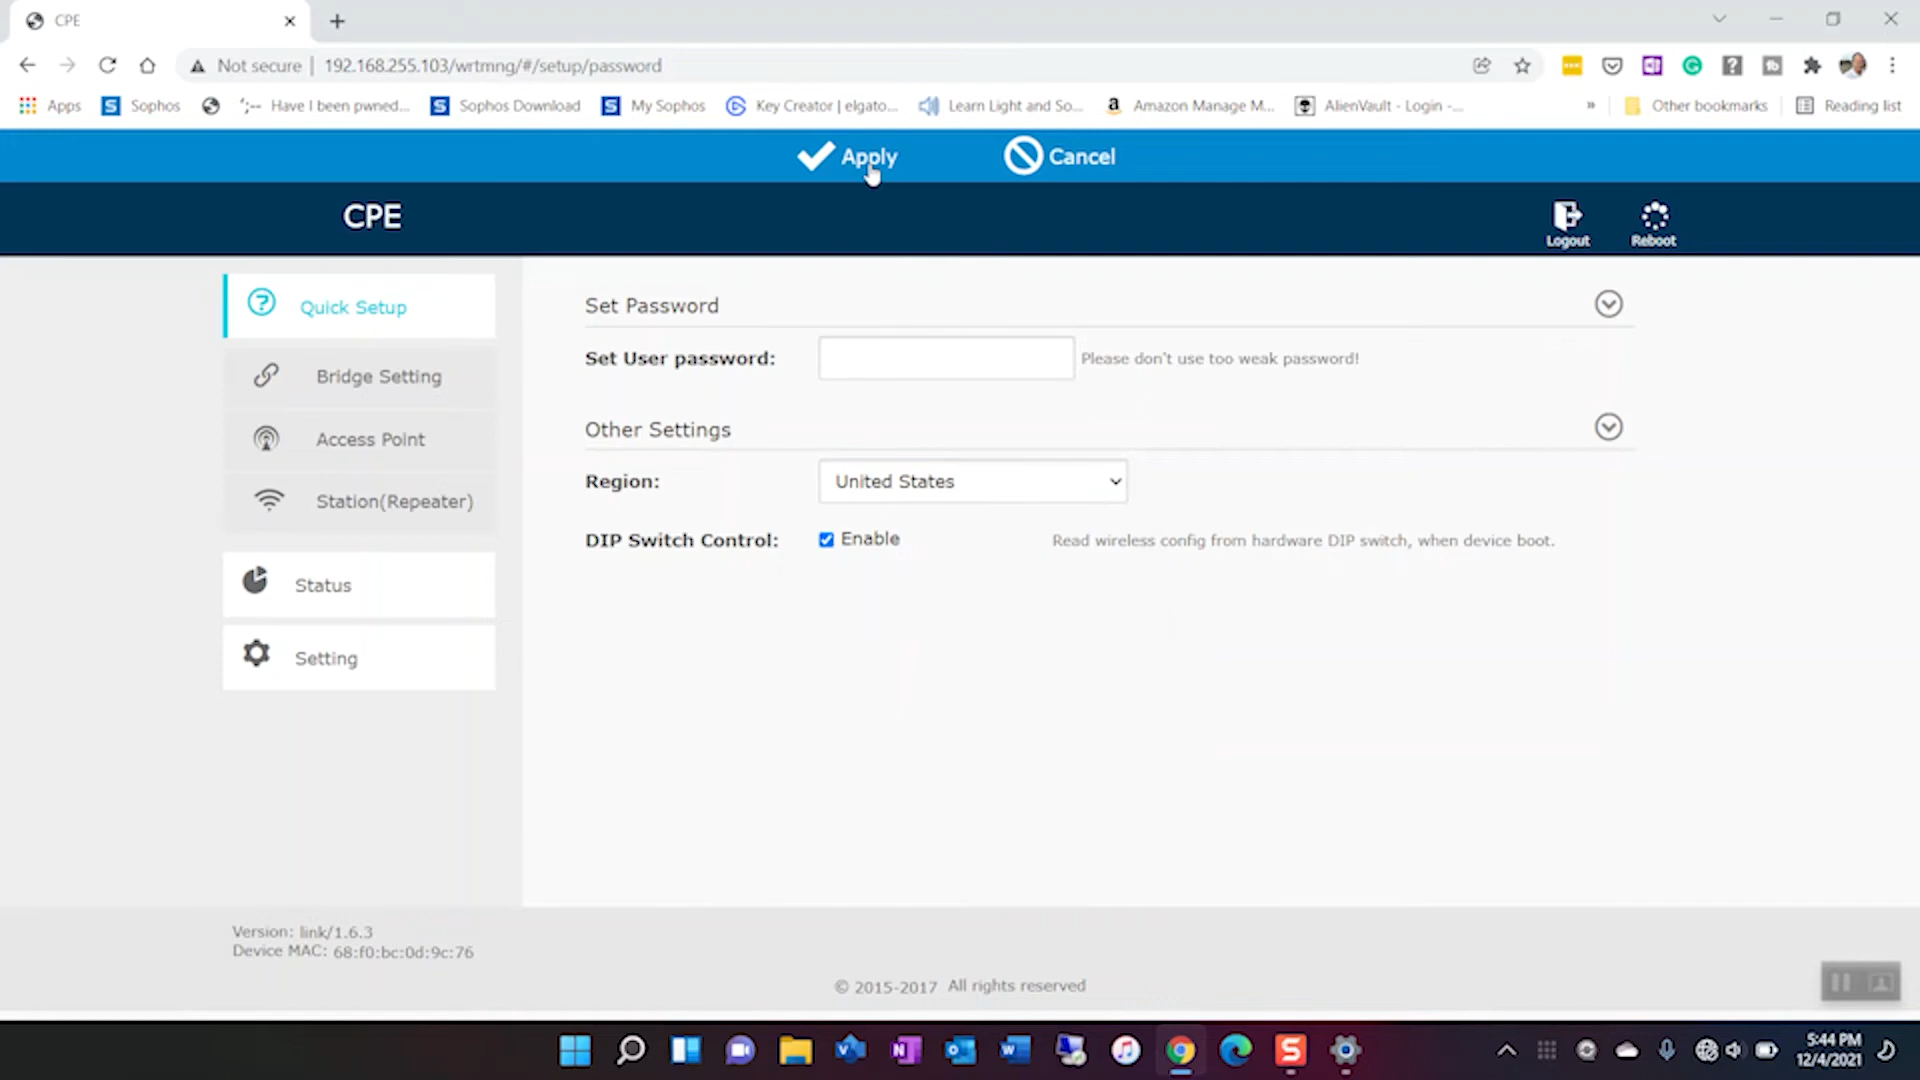 CPE
Not secure | 192.168.255.103/wrtmng/#/setup/password
Apps Sophos ';-- Have I been pwned... Sophos Download My Sophos Key Creator | elgato... Learn Light and So... Amazon Manage M... AlienVault - Login -... » Other bookmarks Reading list
Apply Cancel
CPE
Logout Reboot
Quick Setup
Bridge Setting
Access Point
Station(Repeater)
Status
Setting
Set Password
Set User password: Please don't use too weak password!
Other Settings
Region: United States
DIP Switch Control: Enable Read wireless config from hardware DIP switch, when device boot.
Version: link/1.6.3
Device MAC: 68:f0:bc:0d:9c:76
© 2015-2017 All rights reserved
5:44 PM
12/4/2021